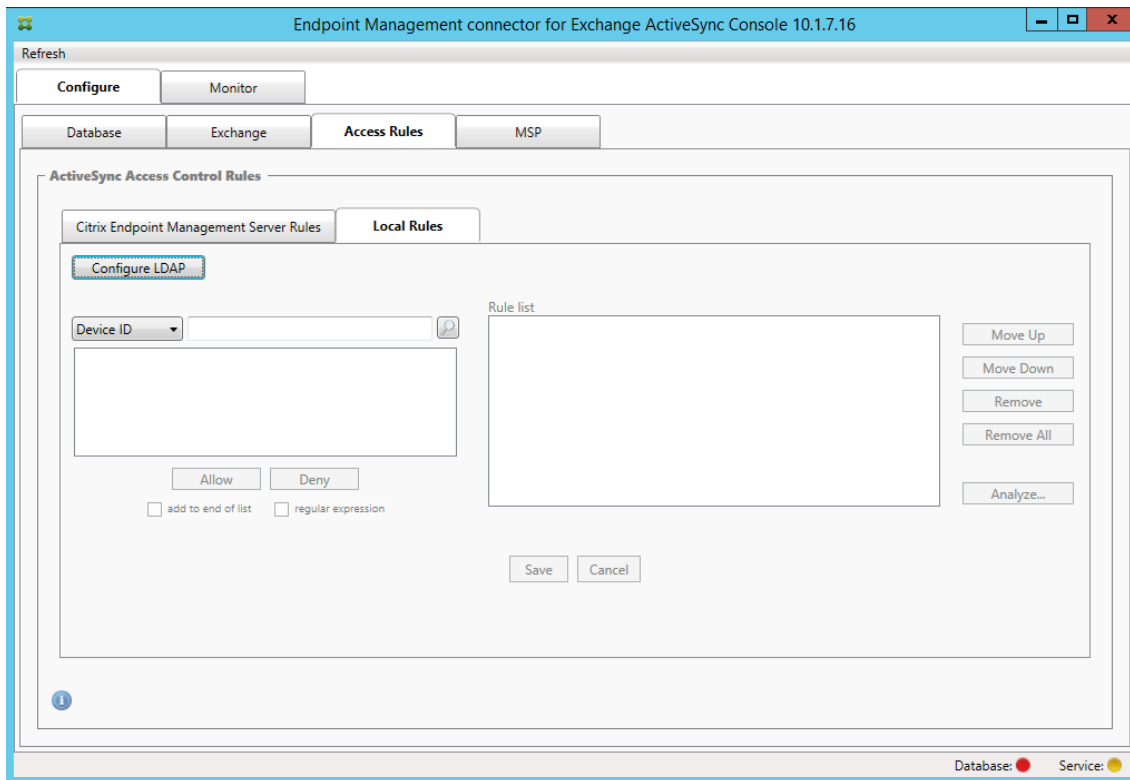 Endpoint Management connector for Exchange ActiveSync Console 10.1.7.16
Refresh
Configure Monitor
Database Exchange Access Rules MSP
ActiveSync Access Control Rules
Citrix Endpoint Management Server Rules Local Rules
Configure LDAP
Rule list
Device ID
Move Up
Move Down
Remove
Remove All
Allow Deny
Analyze...
add to end of list regular expression
Save Cancel
Database: Service: